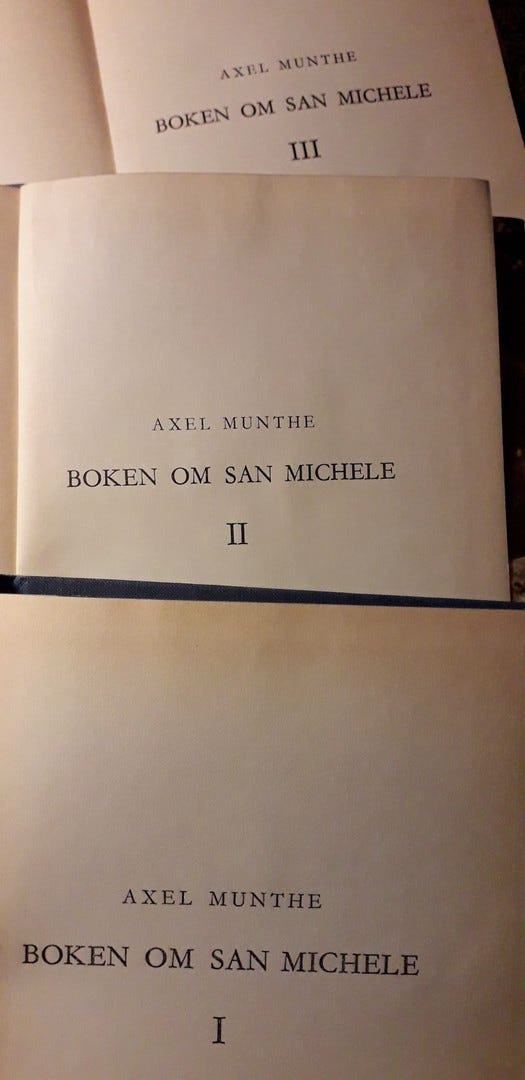 AXEL MUNTHE
BOKEN OM SAN MICHELE
III
AXEL MUNTHE
BOKEN OM SAN MICHELE
II
AXEL MUNTHE
BOKEN OM SAN MICHELE
I